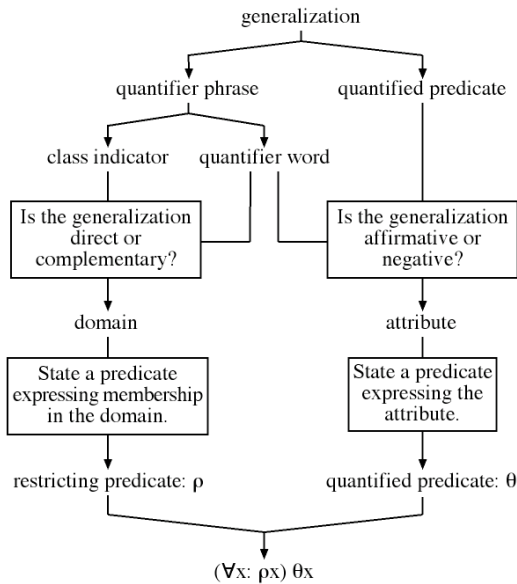 generalization
quantifier phrase
quantified predicate
class indicator
quantifier word
Is the generalization
direct or
complementary?
Is the generalization
affirmative or
negative?
domain
attribute
State a predicate
expressing membership
in the domain.
State a predicate
expressing the
attribute.
restricting predicate: ρ
quantified predicate: θ
(∀x: ρx) θx